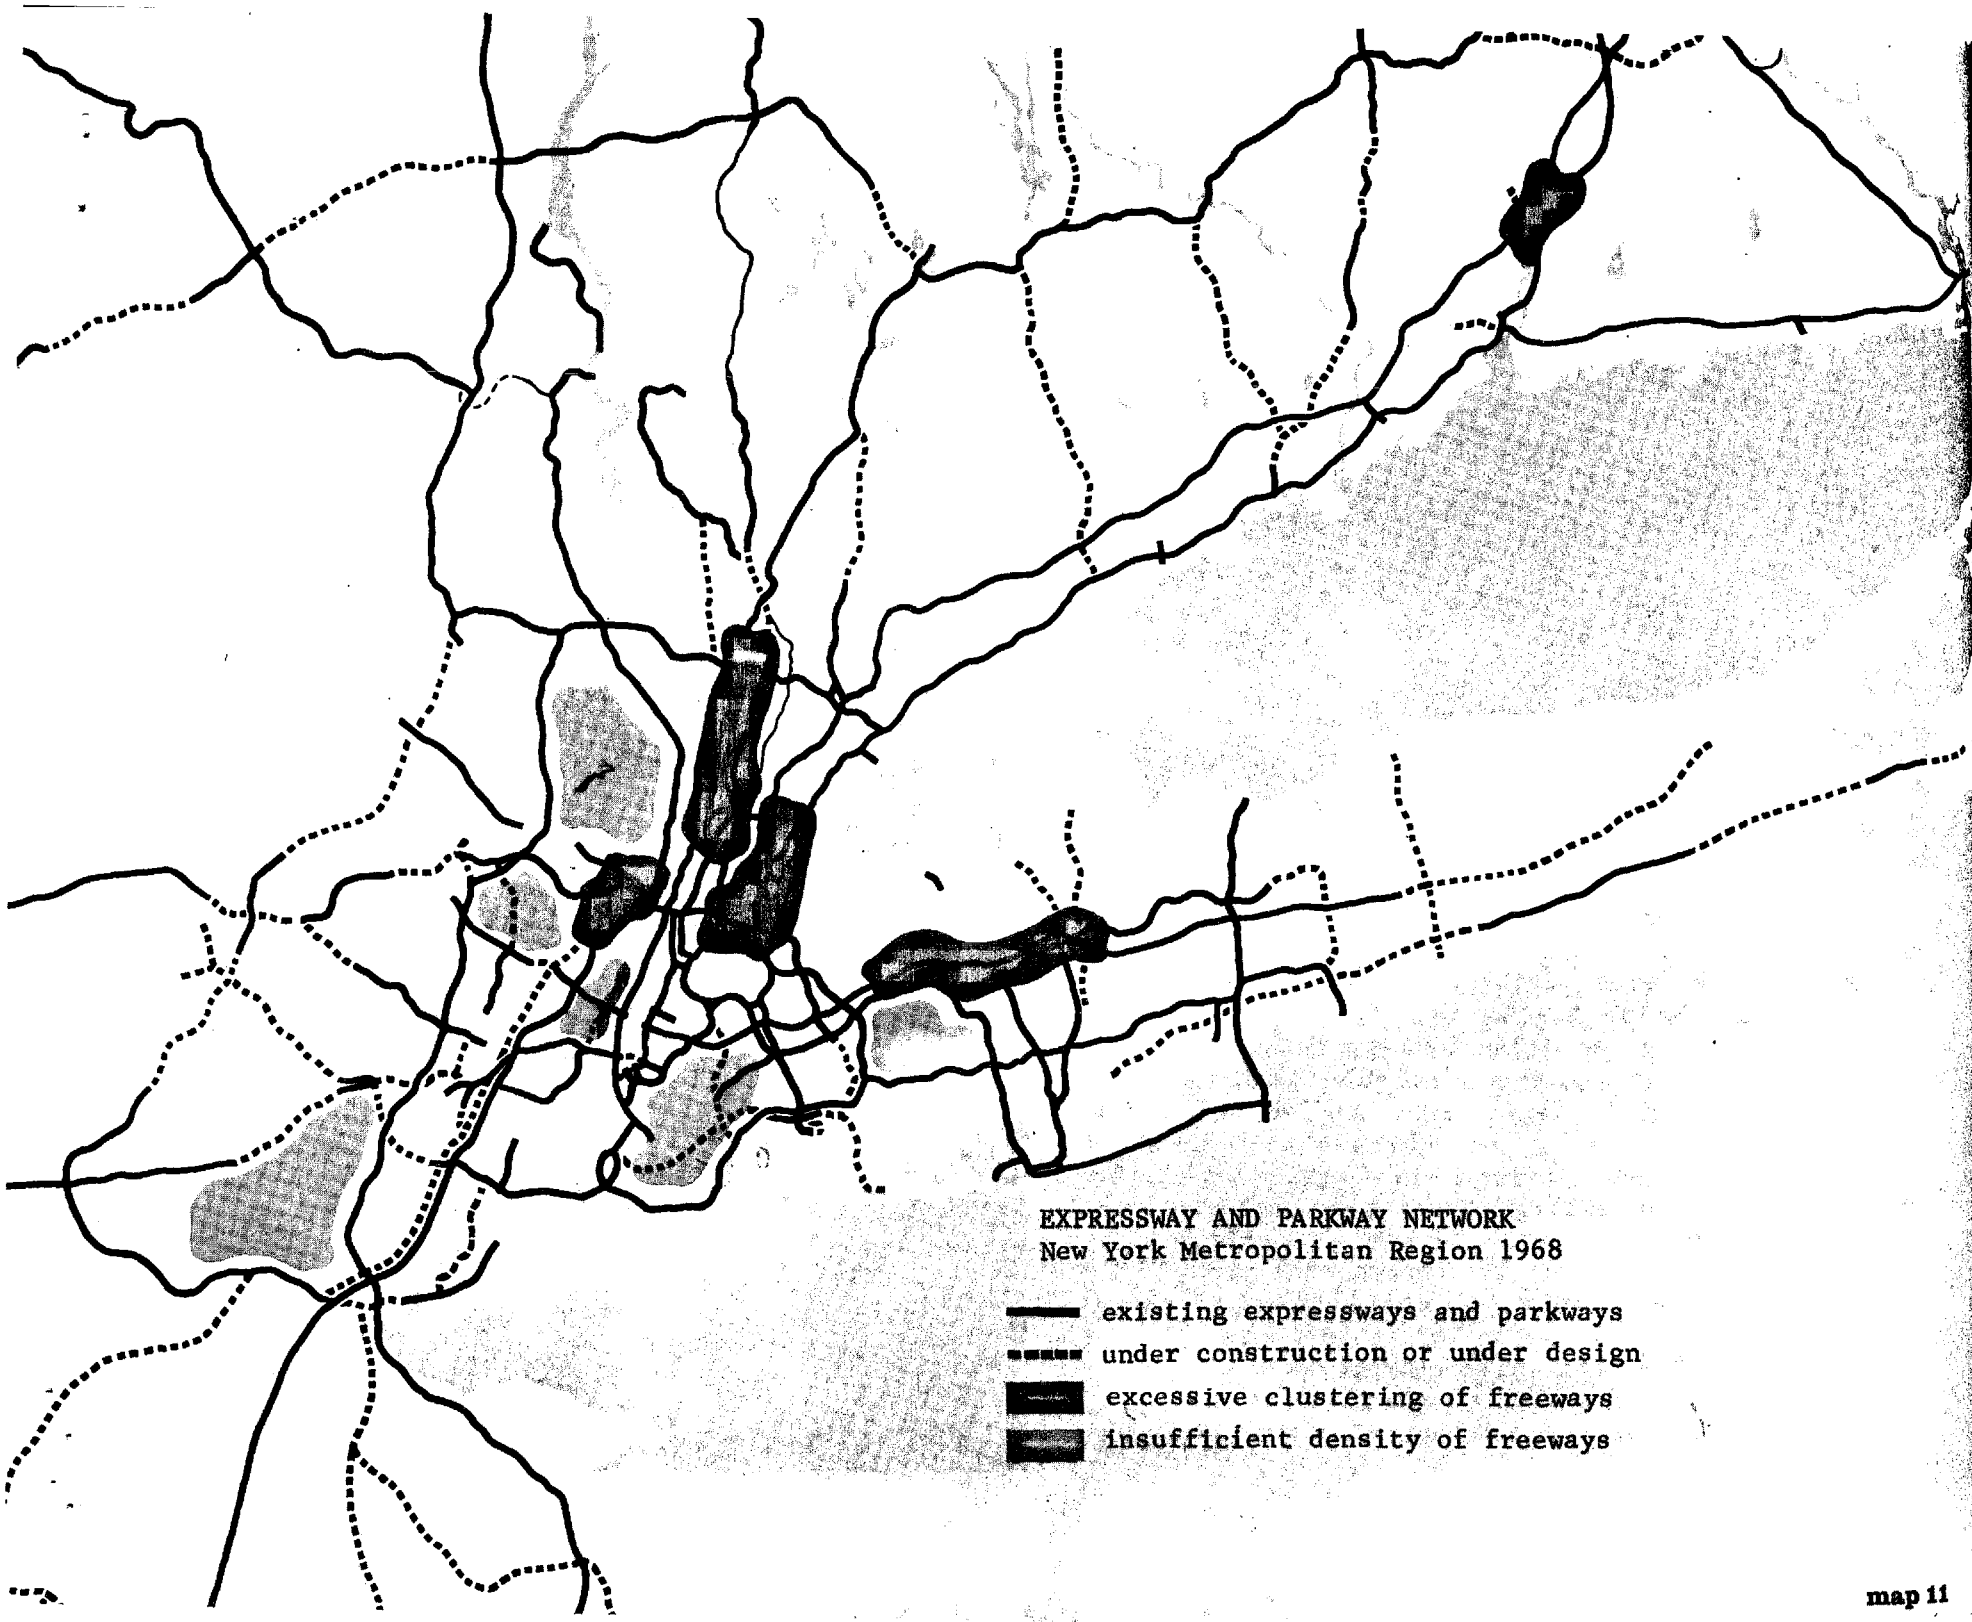 EXPRESSWAY AND PARKWAY NETWORK
New York Metropolitan Region 1968
existing expressways and parkways
under construction or under design
excessive clustering of freeways
insufficient density of freeways
map 11